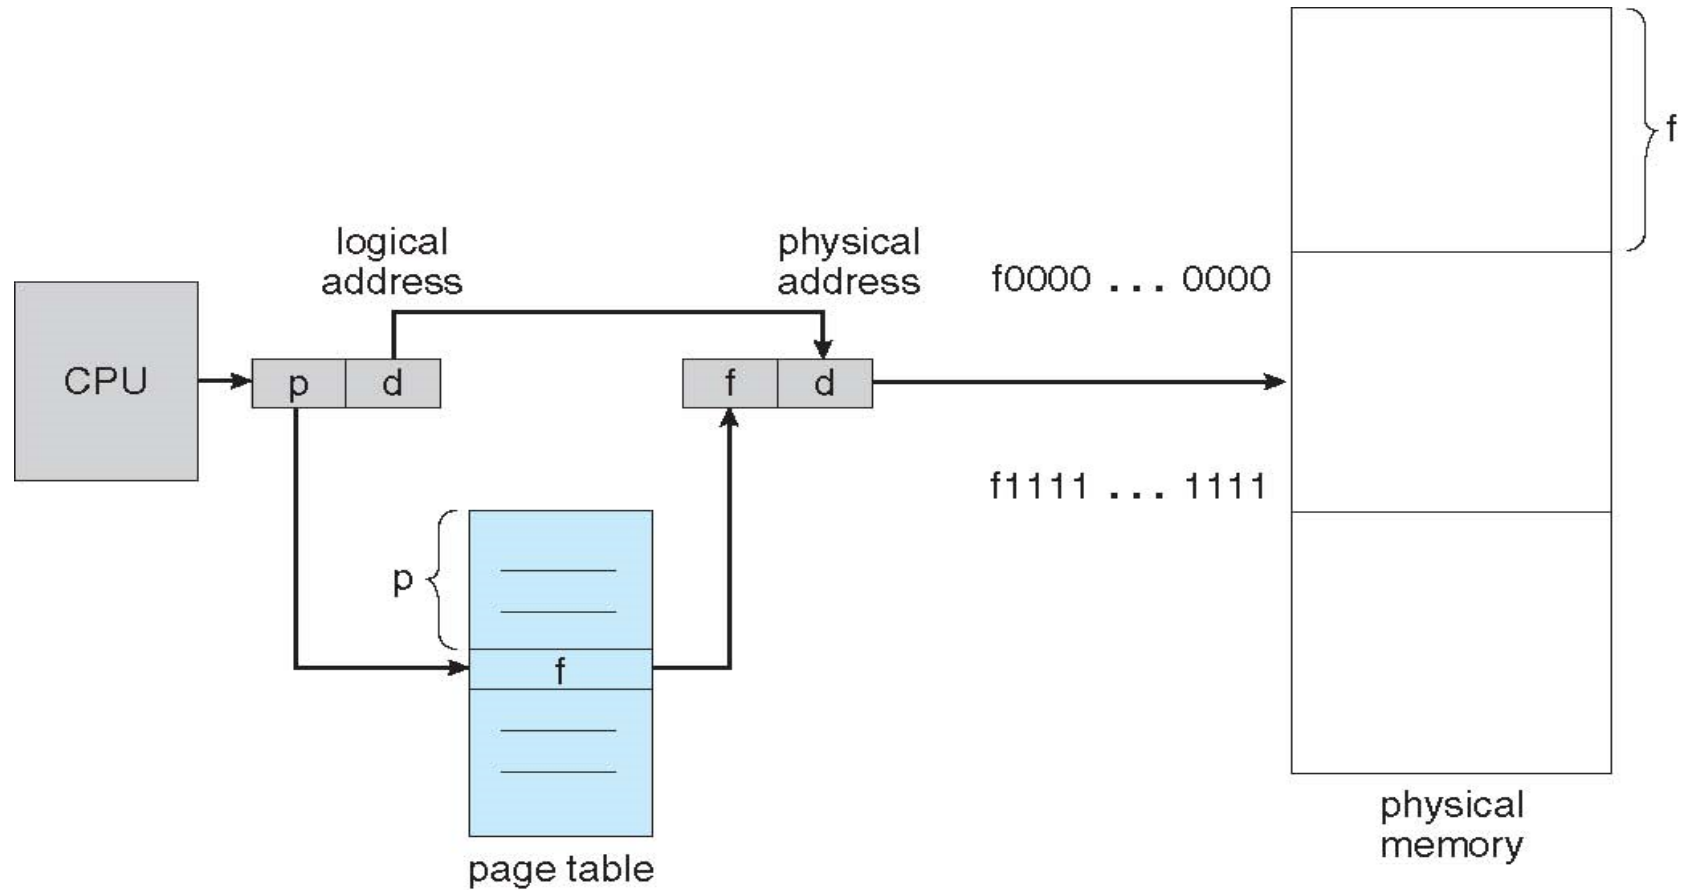 f
logical
address
physical
address
f0000 ... 0000
CPU
p d
f d
f1111 ... 1111
p
f
physical
memory
page table